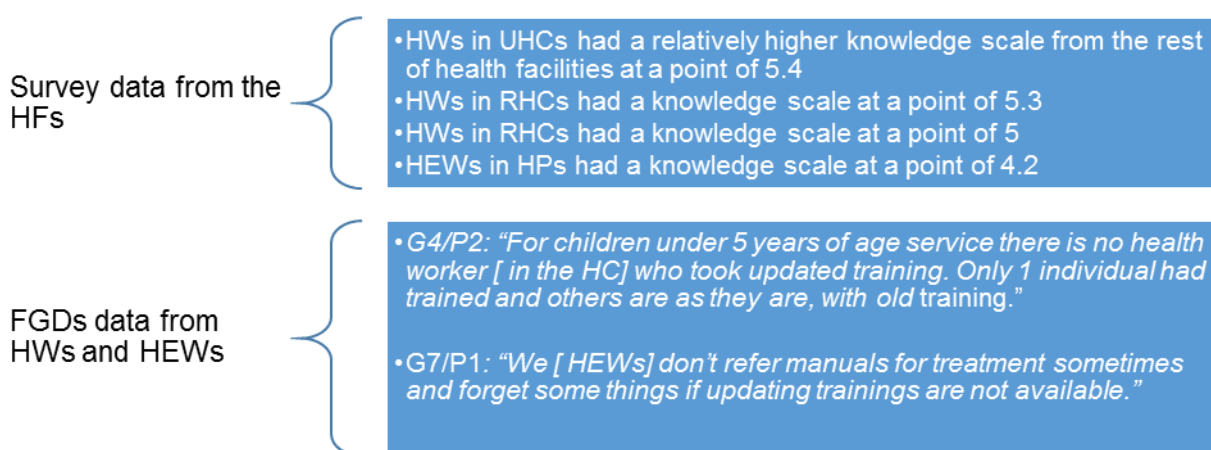 Survey data from the
HFs
•HWs in UHCs had a relatively higher knowledge scale from the rest
of health facilities at a point of 5.4
•HWs in RHCs had a knowledge scale at a point of 5.3
•HWs in RHCs had a knowledge scale at a point of 5
•HEWs in HPs had a knowledge scale at a point of 4.2
FGDs data from
HWs and HEWs
•G4/P2: “For children under 5 years of age service there is no health
worker [ in the HC] who took updated training. Only 1 individual had
trained and others are as they are, with old training.”
•G7/P1: “We [ HEWs] don’t refer manuals for treatment sometimes
and forget some things if updating trainings are not available.”